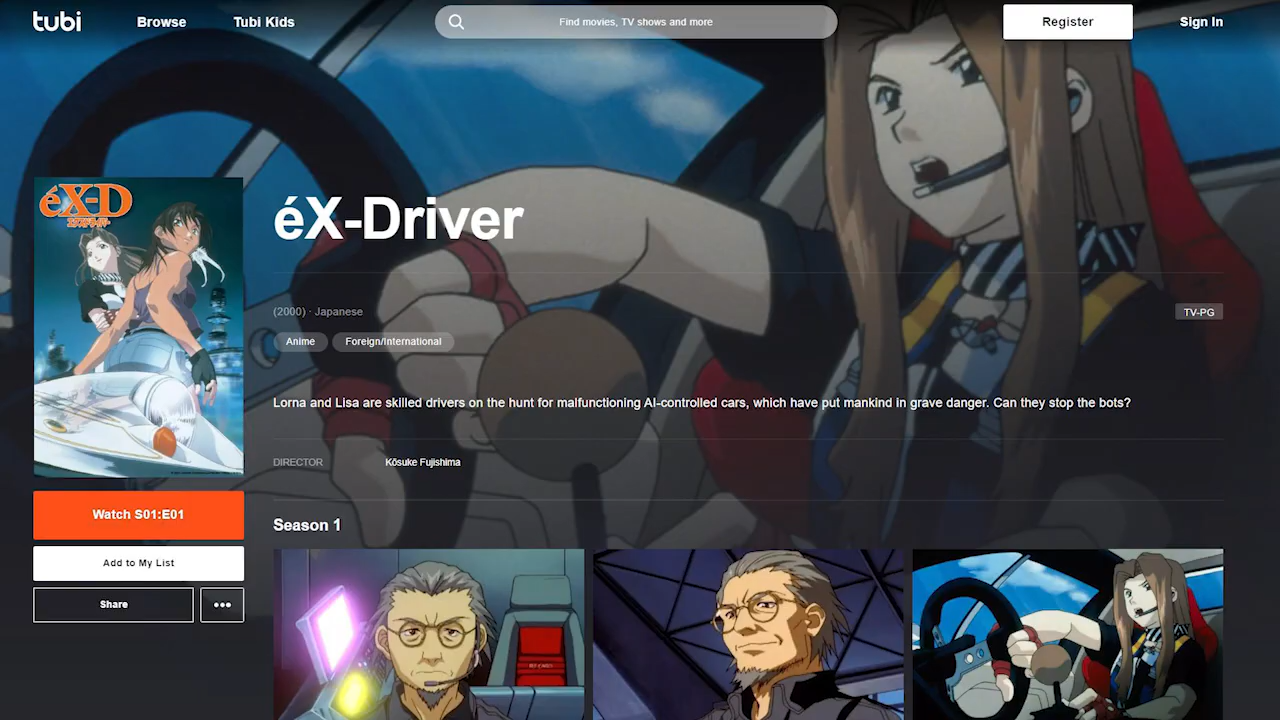 tubi
Browse
Tubi Kids
Find movies, TV shows and more
Register
Sign In
éX-D
éX-Driver
(2000) · Japanese
TV-PG
Anime
Foreign/International
Lorna and Lisa are skilled drivers on the hunt for malfunctioning AI-controlled cars, which have put mankind in grave danger. Can they stop the bots?
DIRECTOR
Kōsuke Fujishima
Watch S01:E01
Add to My List
Share
Season 1